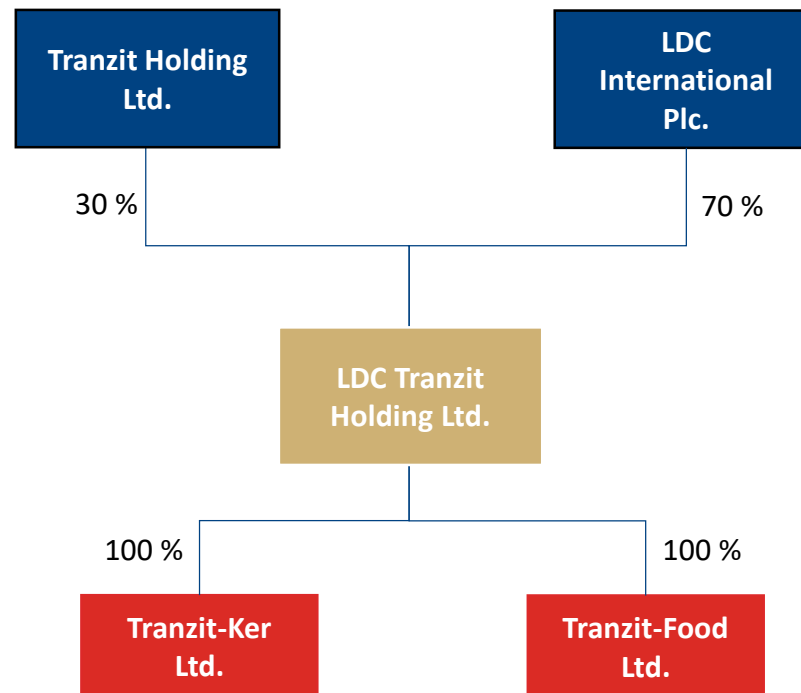 Tranzit Holding
Ltd.
LDC
International
Plc.
30 %
70 %
LDC Tranzit
Holding Ltd.
100 %
100 %
Tranzit-Ker
Ltd.
Tranzit-Food
Ltd.